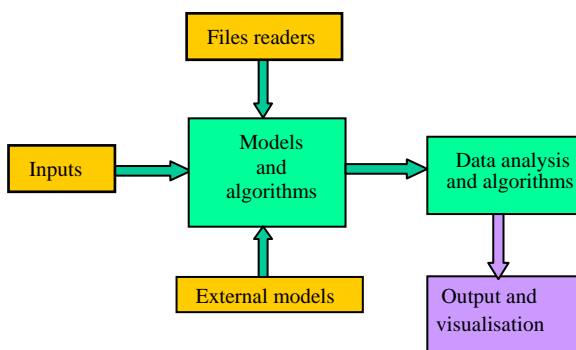 Files readers
Models
and
algorithms
Inputs
Data analysis
and algorithms
External models
Output and
visualisation